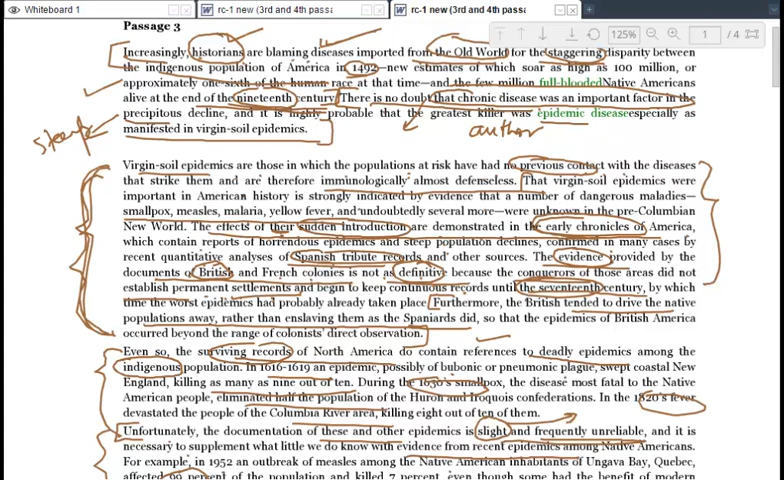 Whiteboard 1
rc-1 new (3rd and 4th passa
rc-1 new (3rd and 4th passa
125%
1
/ 4
Passage 3
Increasingly, historians are blaming diseases imported from the Old World for the staggering disparity between
the indigenous population of America in 1492—new estimates of which soar as high as 100 million, or
approximately one-sixth of the human race at that time—and the few million full-bloodedNative Americans
alive at the end of the nineteenth century. There is no doubt that chronic disease was an important factor in the
precipitous decline, and it is highly probable that the greatest killer was epidemic diseaseespecially as
manifested in virgin-soil epidemics.
author
Virgin-soil epidemics are those in which the populations at risk have had no previous contact with the diseases
that strike them and are therefore immunologically almost defenseless. That virgin-soil epidemics were
important in American history is strongly indicated by evidence that a number of dangerous maladies—
smallpox, measles, malaria, yellow fever, and undoubtedly several more—were unknown in the pre-Columbian
New World. The effects of their sudden introduction are demonstrated in the early chronicles of America,
which contain reports of horrendous epidemics and steep population declines, confirmed in many cases by
recent quantitative analyses of Spanish tribute records and other sources. The evidence provided by the
documents of British and French colonies is not as definitive because the conquerors of those areas did not
establish permanent settlements and begin to keep continuous records until the seventeenth century, by which
time the worst epidemics had probably already taken place. Furthermore, the British tended to drive the native
populations away, rather than enslaving them as the Spaniards did, so that the epidemics of British America
occurred beyond the range of colonists' direct observation.
Even so, the surviving records of North America do contain references to deadly epidemics among the
indigenous population. In 1616-1619 an epidemic, possibly of bubonic or pneumonic plague, swept coastal New
England, killing as many as nine out of ten. During the 1630's smallpox, the disease most fatal to the Native
American people, eliminated half the population of the Huron and Iroquois confederations. In the 1820's fever
devastated the people of the Columbia River area, killing eight out of ten of them.
Unfortunately, the documentation of these and other epidemics is slight and frequently unreliable, and it is
necessary to supplement what little we do know with evidence from recent epidemics among Native Americans.
For example, in 1952 an outbreak of measles among the Native American inhabitants of Ungava Bay, Quebec,
affected 99 percent of the population and killed 7 percent, even though some had the benefit of modern